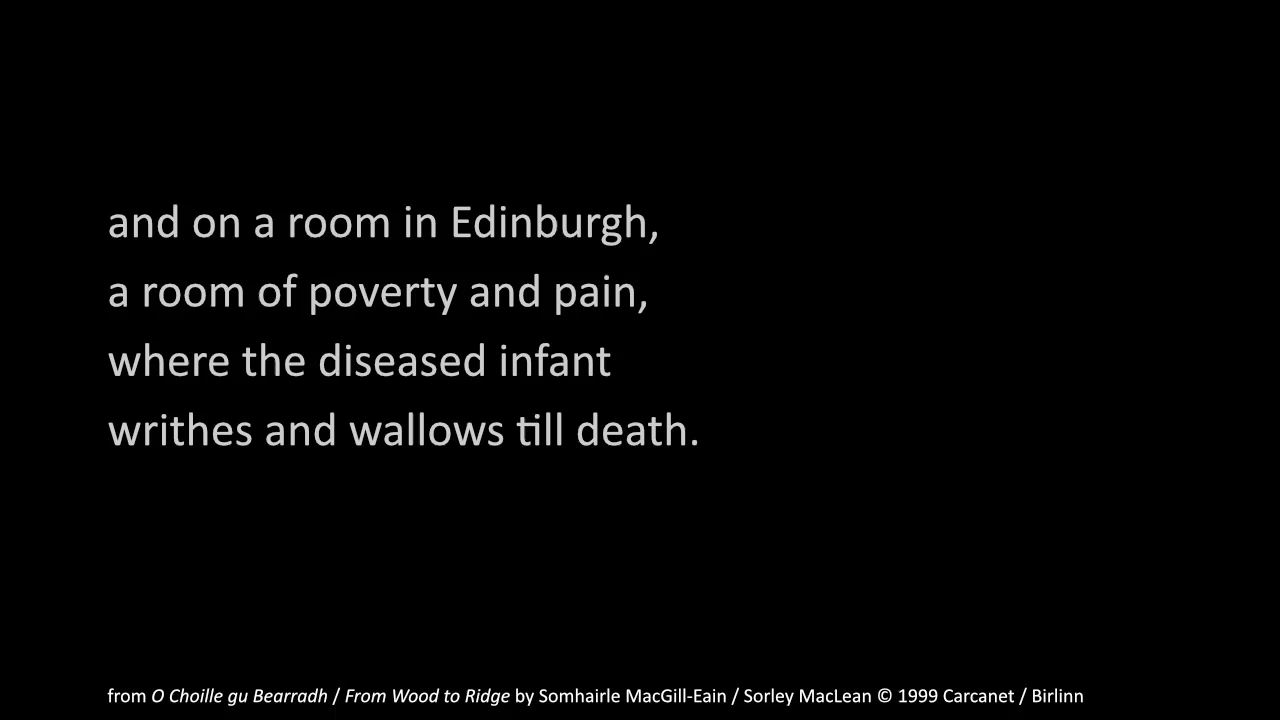 and on a room in Edinburgh,
a room of poverty and pain,
where the diseased infant
writhes and wallows till death.
from O Choille gu Bearradh / From Wood to Ridge by Somhairle MacGill-Eain / Sorley MacLean © 1999 Carcanet / Birlinn